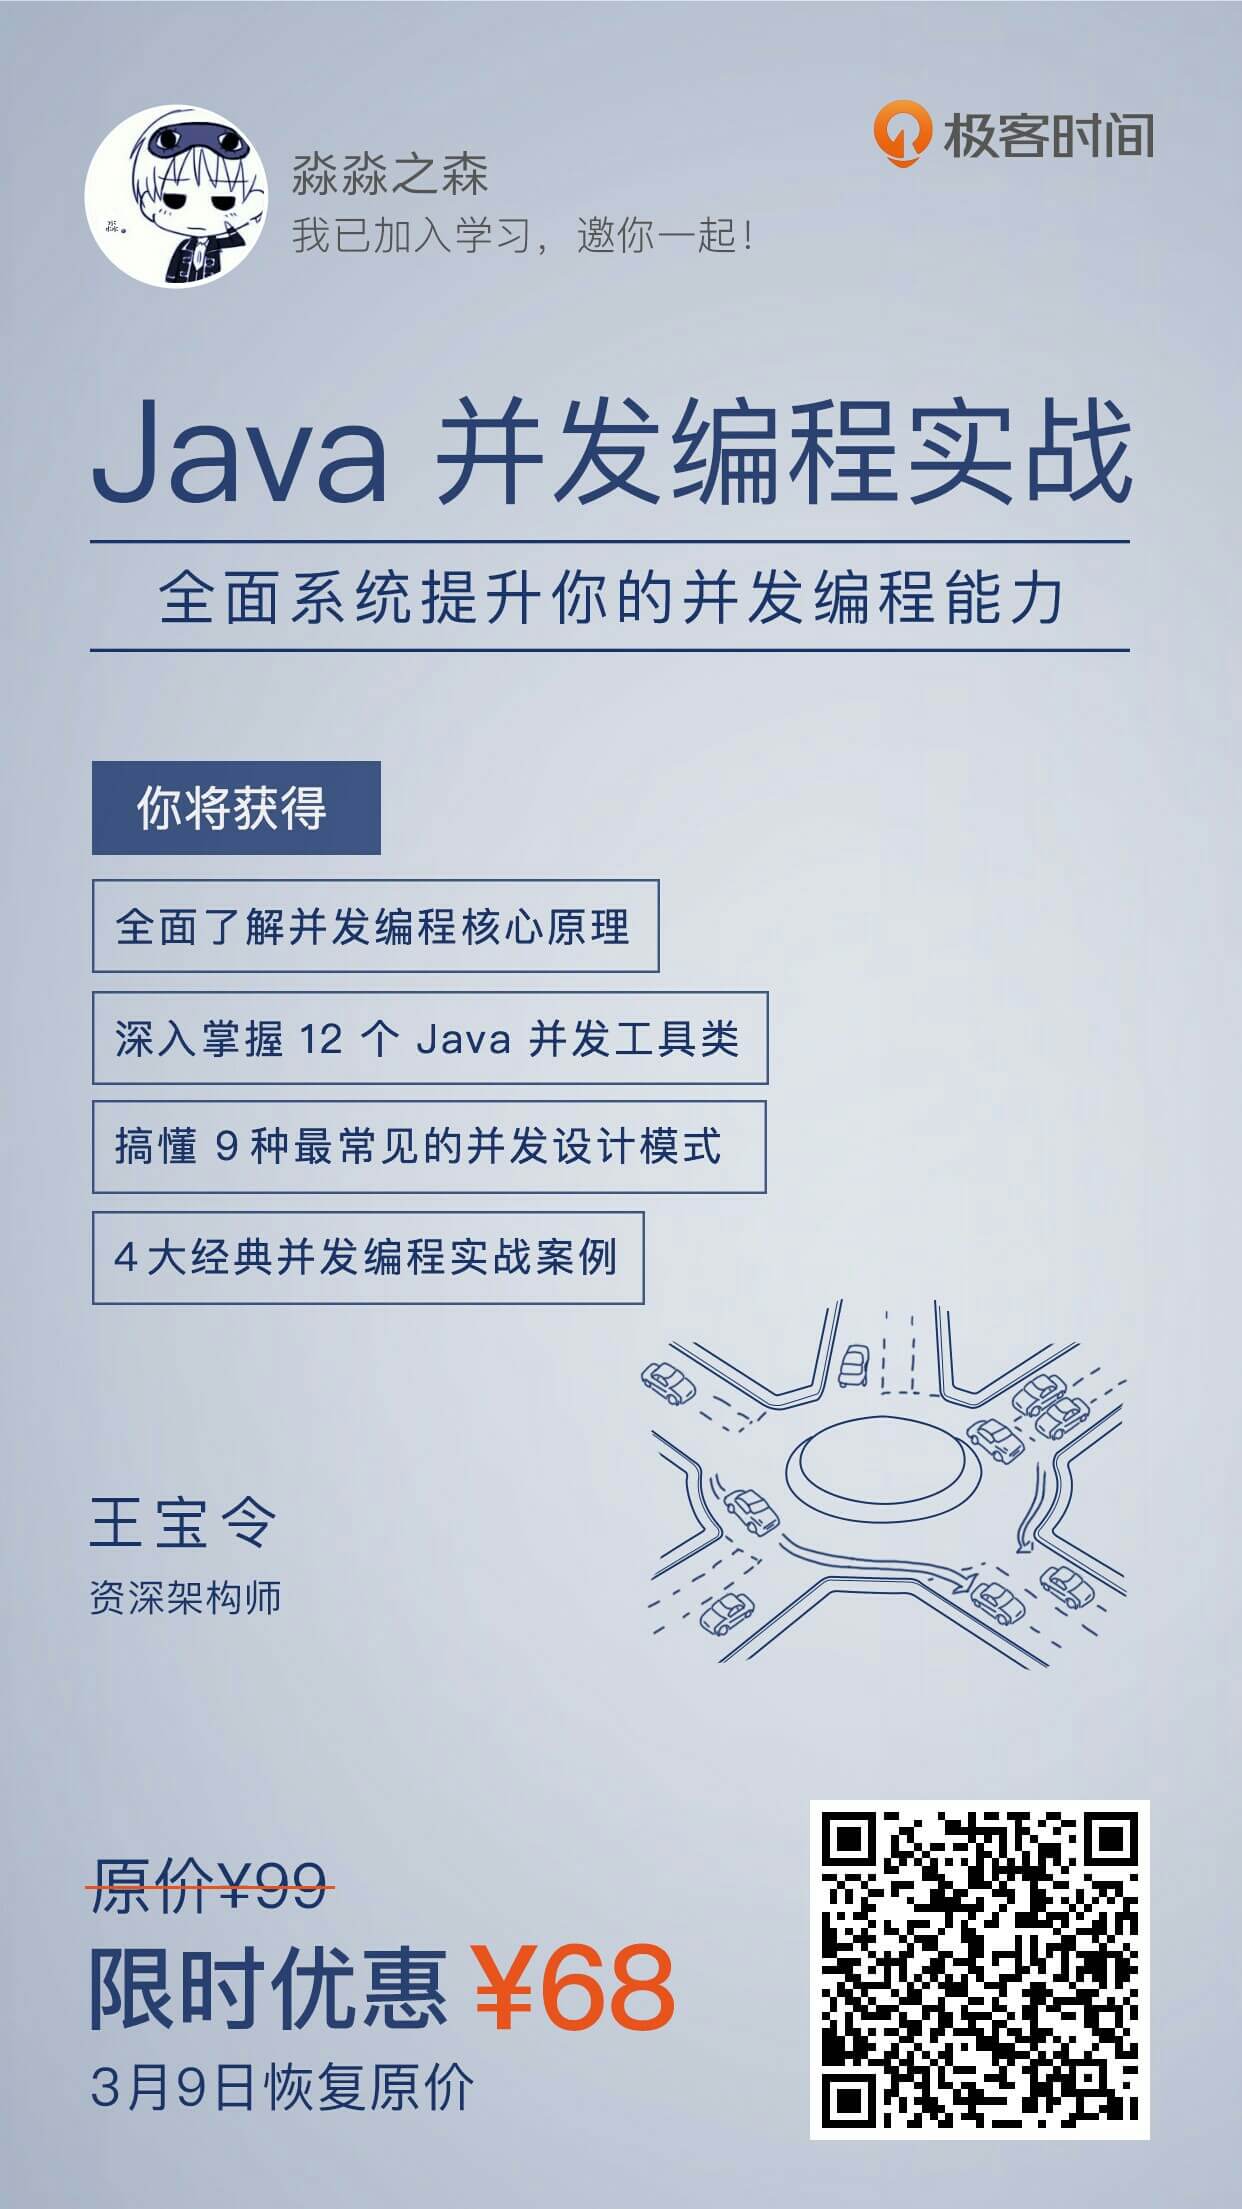 极客时间
淼淼之森
我已加入学习，邀你一起！
Java 并发编程实战
全面系统提升你的并发编程能力
你将获得
全面了解并发编程核心原理
深入掌握 12 个 Java 并发工具类
搞懂 9 种最常见的并发设计模式
4 大经典并发编程实战案例
王宝令
资深架构师
原价¥99
限时优惠 ¥68
3月9日恢复原价